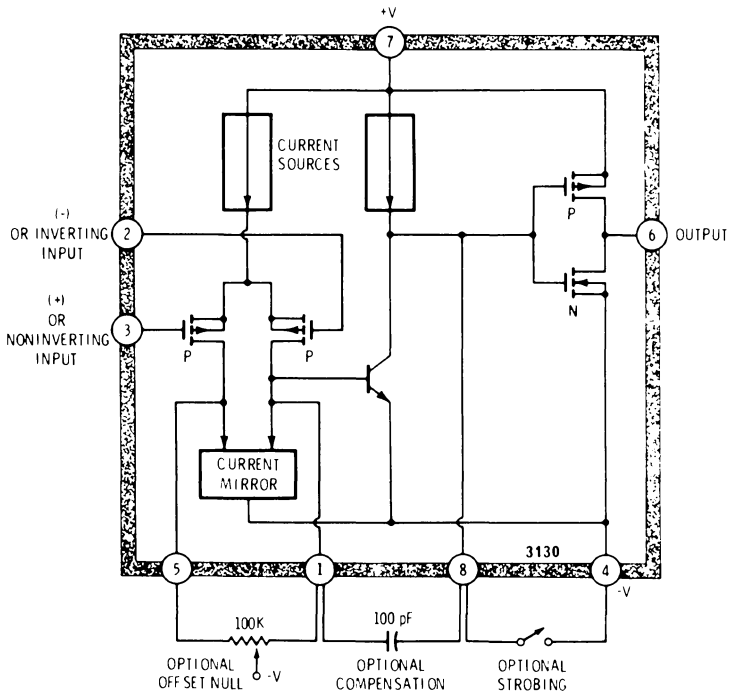 +V
7
CURRENT
SOURCES
(-)
OR INVERTING
INPUT
2
P
6
OUTPUT
(+)
OR
NONINVERTING
INPUT
3
P
P
N
CURRENT
MIRROR
3130
5
1
8
4
-V
100K
100 pF
OPTIONAL
OFFSET NULL
-V
OPTIONAL
COMPENSATION
OPTIONAL
STROBING